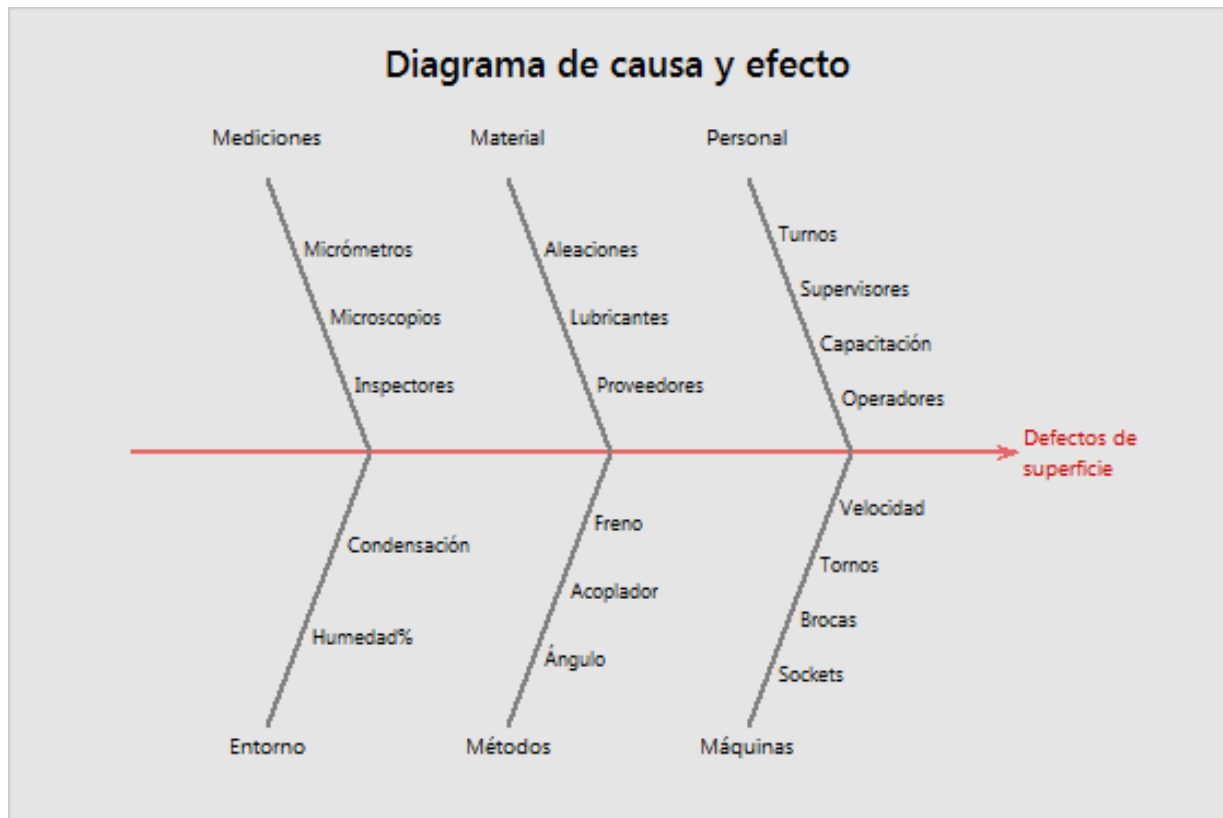 Diagrama de causa y efecto
Mediciones
Material
Personal
Micrómetros
Microscopios
Inspectores
Aleaciones
Lubricantes
Proveedores
Turnos
Supervisores
Capacitación
Operadores
Defectos de
superficie
Condensación
Humedad%
Freno
Acoplador
Ángulo
Velocidad
Tornos
Brocas
Sockets
Entorno
Métodos
Máquinas